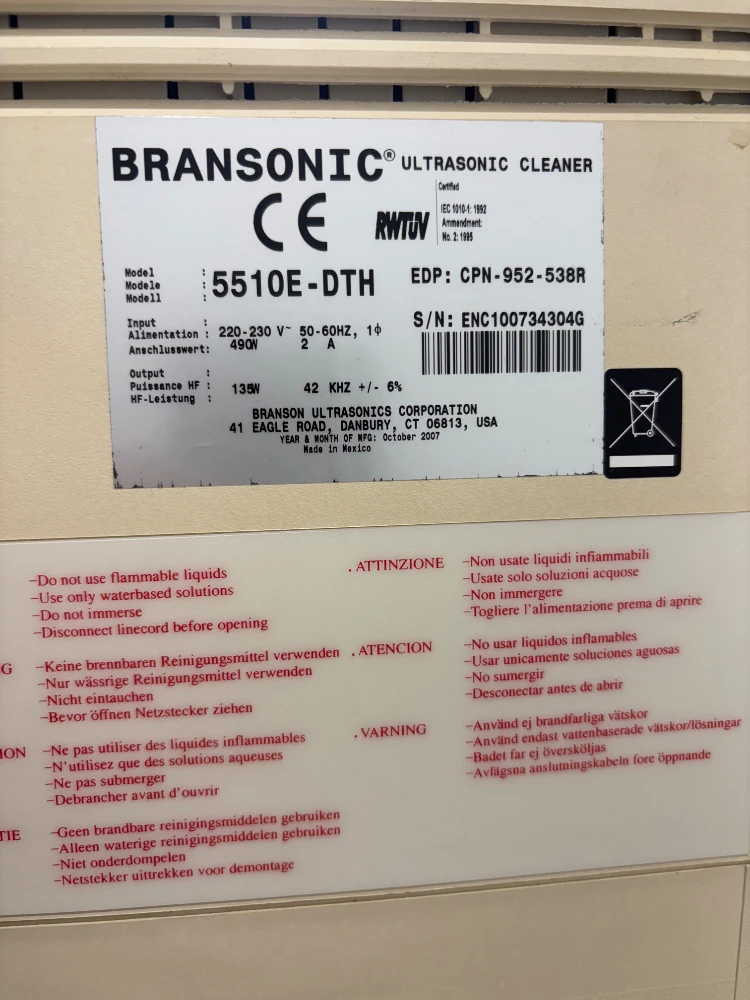 BRANSONIC® ULTRASONIC CLEANER
CE
RWTÜV
Certified
IEC 1010-1: 1992
Ammendment:
No. 2: 1995
Model :
Modele :
Modell :
5510E-DTH
EDP: CPN-952-538R
Input :
Alimentation :
Anschlusswert:
220-230 V~ 50-60HZ, 1ϕ
490W 2 A
S/N: ENC100734304G
Output :
Puissance HF :
HF-Leistung :
135W 42 KHZ +/- 6%
BRANSON ULTRASONICS CORPORATION
41 EAGLE ROAD, DANBURY, CT 06813, USA
YEAR & MONTH OF MFG: October 2007
Made in Mexico
-Do not use flammable liquids
-Use only waterbased solutions
-Do not immerse
-Disconnect linecord before opening
G
-Keine brennbaren Reinigungsmittel verwenden
-Nur wässrige Reinigungsmittel verwenden
-Nicht eintauchen
-Bevor öffnen Netzstecker ziehen
ION
-Ne pas utiliser des liquides inflammables
-N'utilisez que des solutions aqueuses
-Ne pas submerger
-Debrancher avant d'ouvrir
TIE
-Geen brandbare reinigingsmiddelen gebruiken
-Alleen waterige reinigingsmiddelen gebruiken
-Niet onderdompelen
-Netstekker uittrekken voor demontage
. ATTINZIONE
-Non usate liquidi infiammabili
-Usate solo soluzioni acquose
-Non immergere
-Togliere l'alimentazione prema di aprire
. ATENCION
-No usar liquidos inflamables
-Usar unicamente soluciones aguosas
-No sumergir
-Desconectar antes de abrir
. VARNING
-Använd ej brandfarliga vätskor
-Använd endast vattenbaserade vätskor/lösningar
-Badet far ej översköljas
-Avlägsna anslutningskabeln fore öppnande